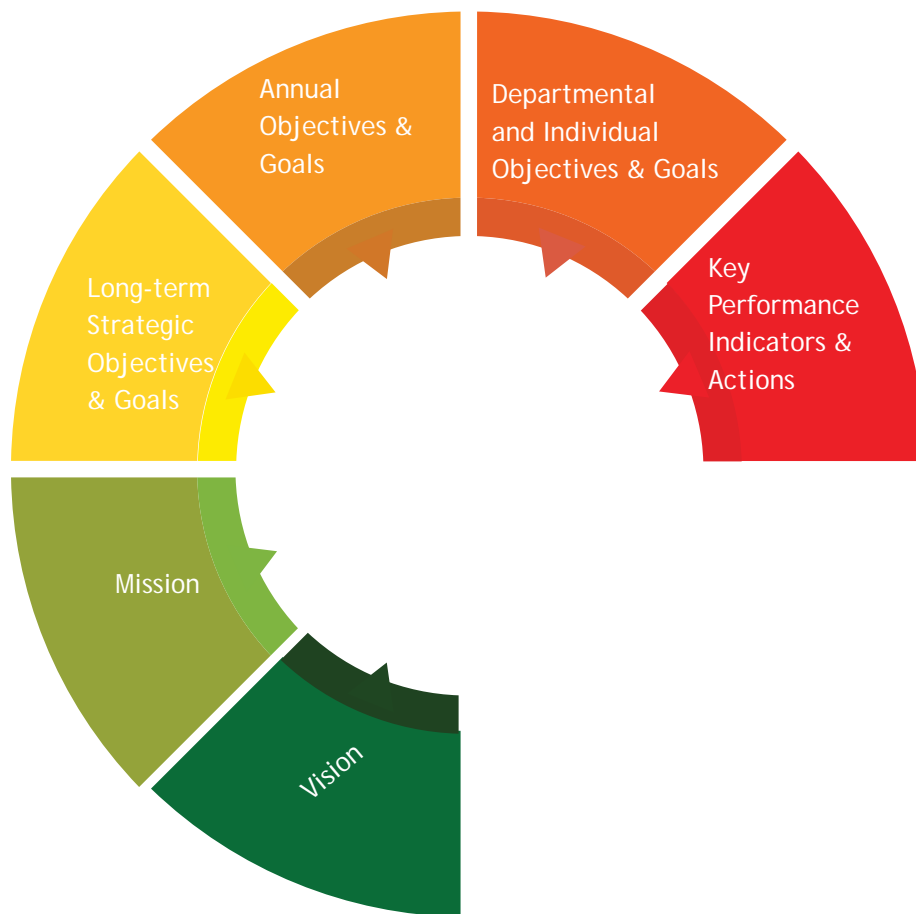 Annual
Objectives &
Goals
Departmental
and Individual
Objectives & Goals
Key
Performance
Indicators &
Actions
Long-term
Strategic
Objectives
& Goals
Mission
Vision